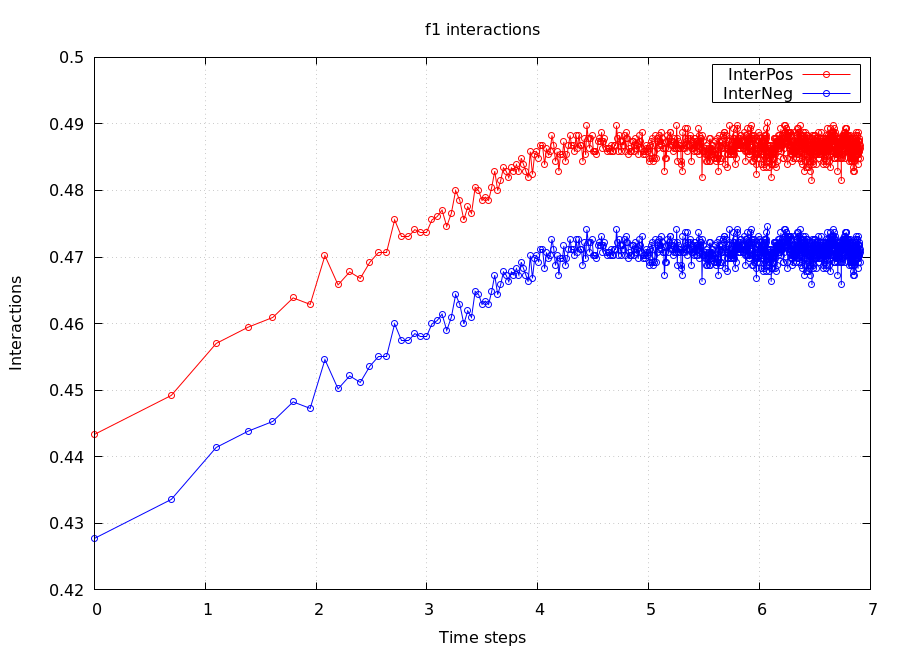 f1 interactions
InterPos
InterNeg
Interactions
0.5
0.49
0.48
0.47
0.46
0.45
0.44
0.43
0.42
0 1 2 3 4 5 6 7
Time steps